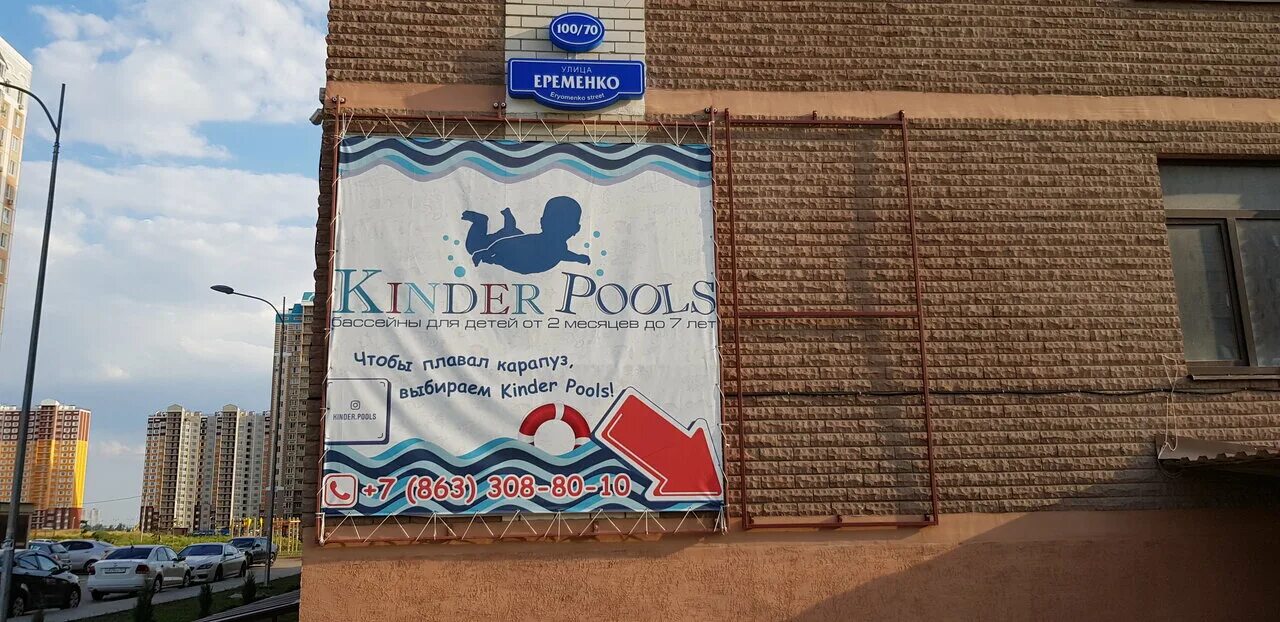 100/70
УЛИЦА
ЕРЕМЕНКО
Eryomenko street
KINDER POOLS
бассейны для детей от 2 месяцев до 7 лет
Чтобы плавал карапуз,
выбираем Kinder Pools!
KINDER.POOLS
+7 (863) 308-80-10